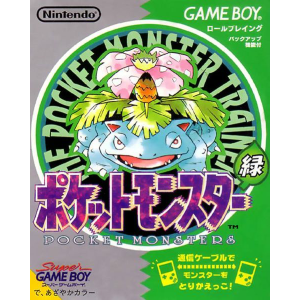 Nintendo
GAME BOY
ロールプレイング
バックアップ
機能付
THE POCKET MONSTER TRAINER
緑
ポケットモンスター
TM
POCKET MONSTERS
Super
GAME BOY
スーパーゲームボーイ
で、あざやかカラー
通信ケーブルで
モンスターを
とりかえっこ!